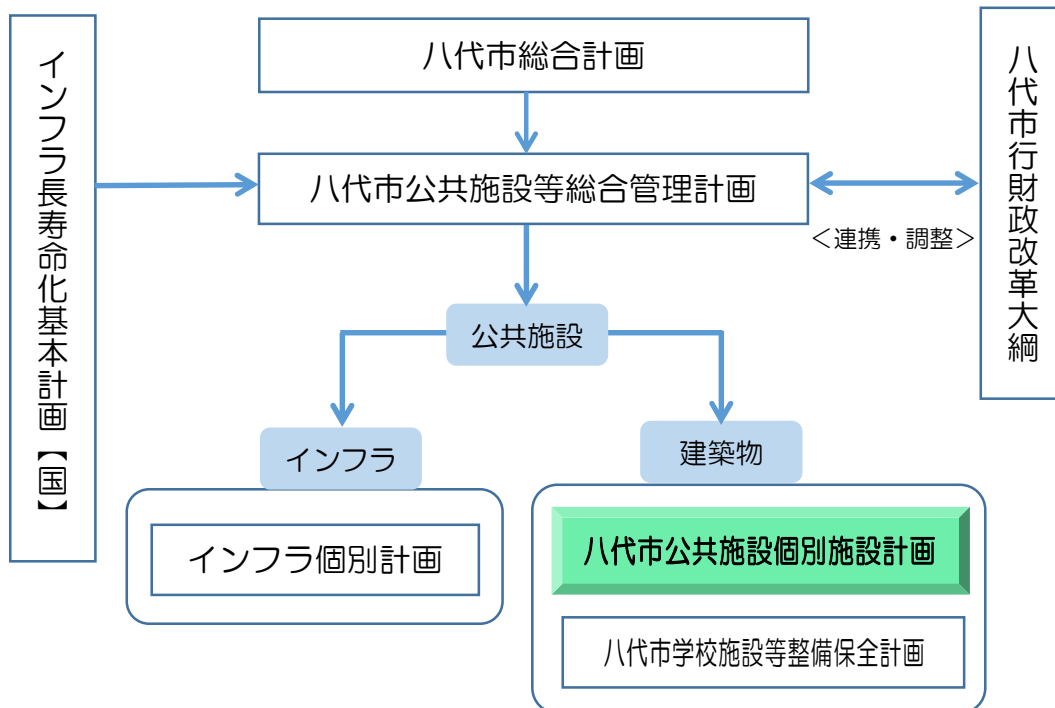 八代市総合計画
インフラ長寿命化基本計画【国】
八代市公共施設等総合管理計画
八代市行財政改革大綱
＜連携・調整＞
公共施設
インフラ
建築物
インフラ個別計画
八代市公共施設個別施設計画
八代市学校施設等整備保全計画